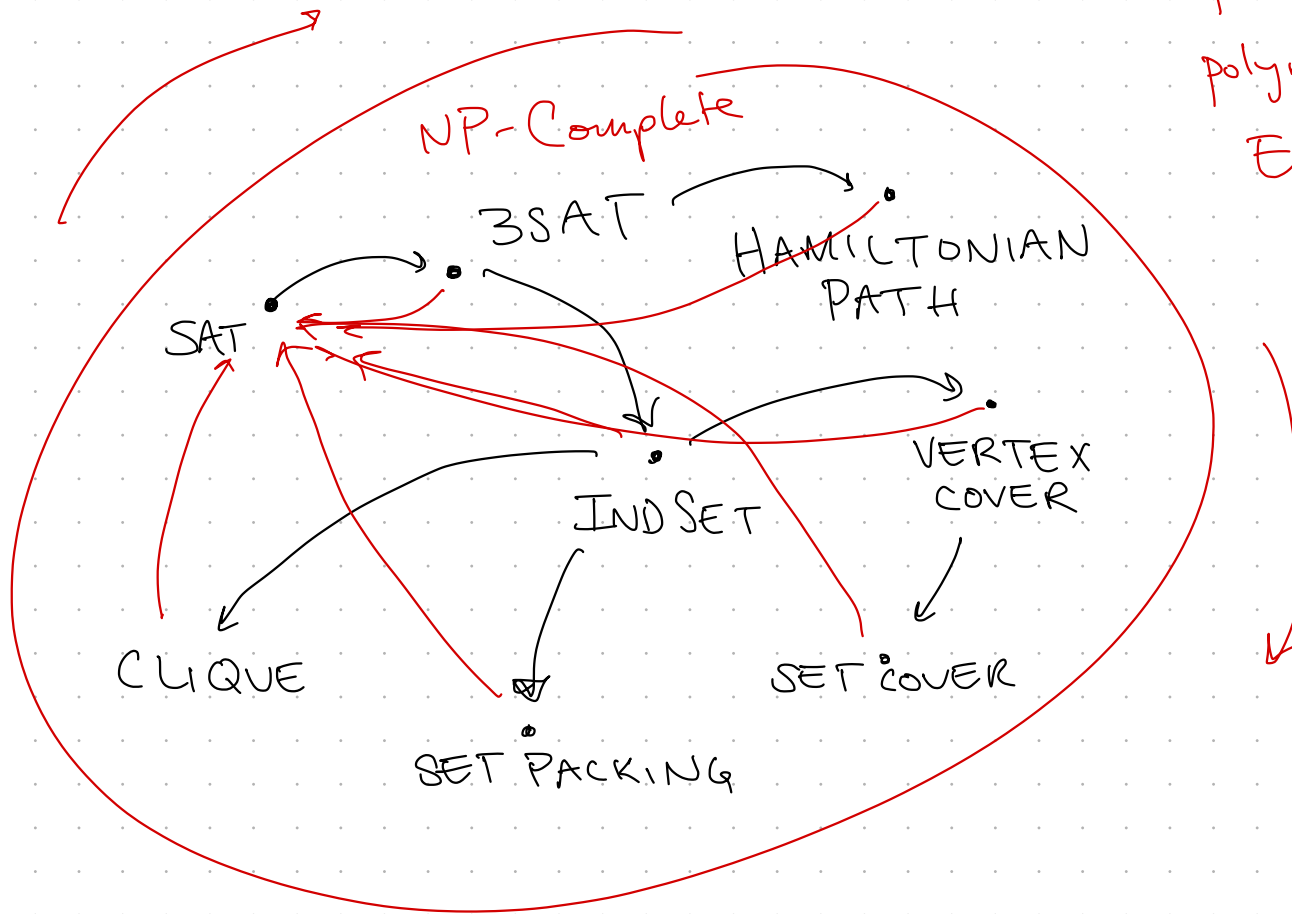 NP-Complete
3SAT
HAMILTONIAN
PATH
SAT
VERTEX
COVER
INDSET
CLIQUE
SET COVER
SET PACKING
E